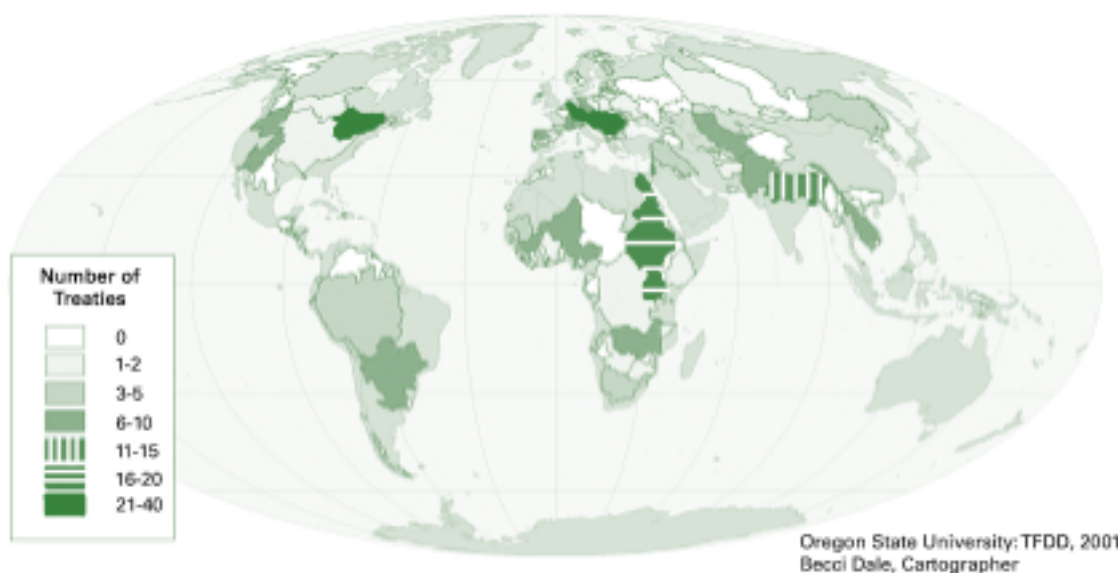 Number of
Treaties
0
1-2
3-5
6-10
11-15
16-20
21-40
Oregon State University: TFDD, 2001
Becci Dale, Cartographer